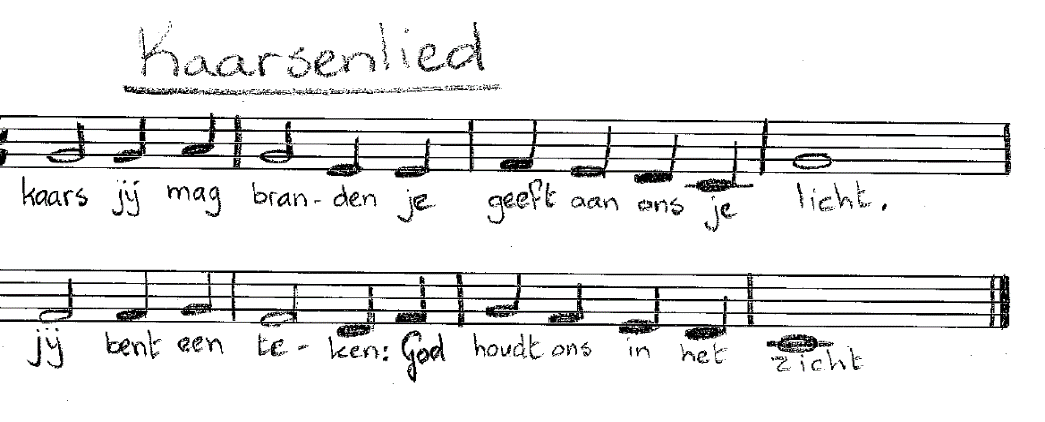 Kaarsenlied
kaars jij mag bran - den je geeft aan ons je licht.
jij bent een te - ken: God houdt ons in het zicht